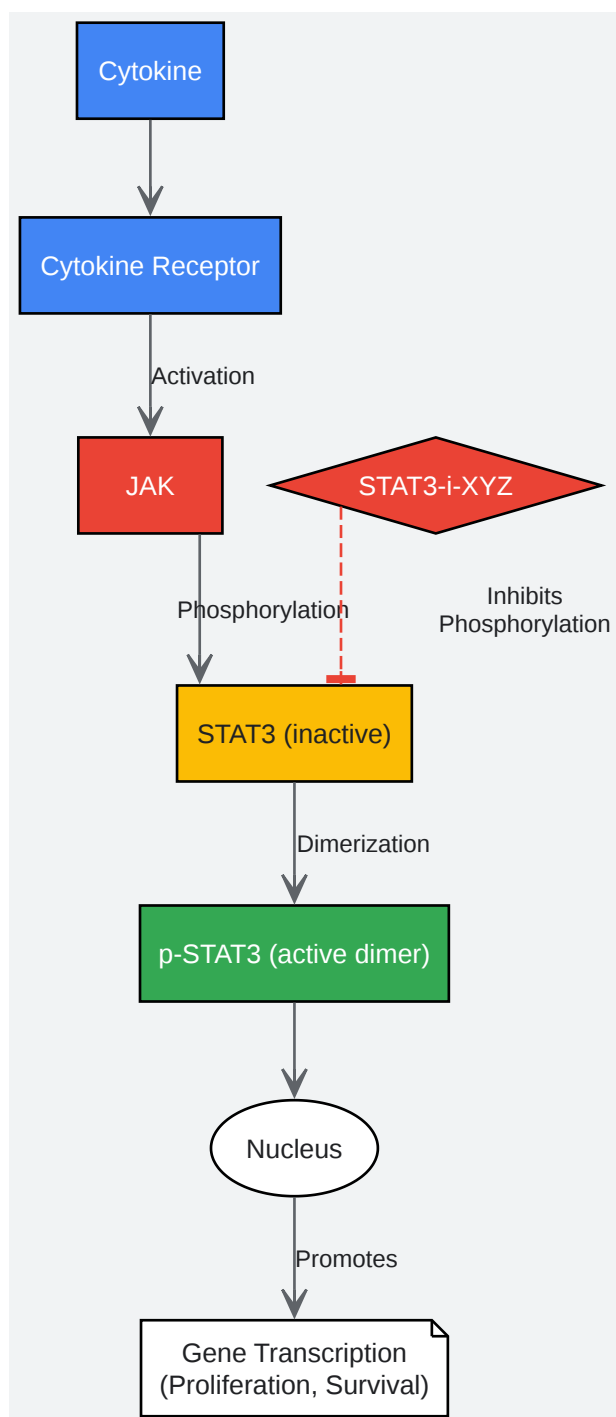 Cytokine
Cytokine Receptor
Activation
JAK
STAT3-i-XYZ
Phosphorylation
Inhibits
Phosphorylation
STAT3 (inactive)
Dimerization
p-STAT3 (active dimer)
Nucleus
Promotes
Gene Transcription
(Proliferation, Survival)